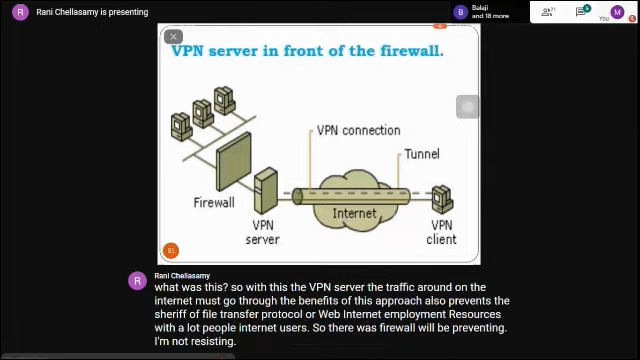 R Rani Chellasamy is presenting
B Balaji
and 18 more
21
You
M
VPN server in front of the firewall.
VPN connection
Tunnel
Firewall
Internet
VPN
server
VPN
client
51
R Rani Chellasamy
what was this? so with this the VPN server the traffic around on the
internet must go through the benefits of this approach also prevents the
sheriff of file transfer protocol or Web Internet employment Resources
with a lot people internet users. So there was firewall will be preventing.
I'm not resisting.